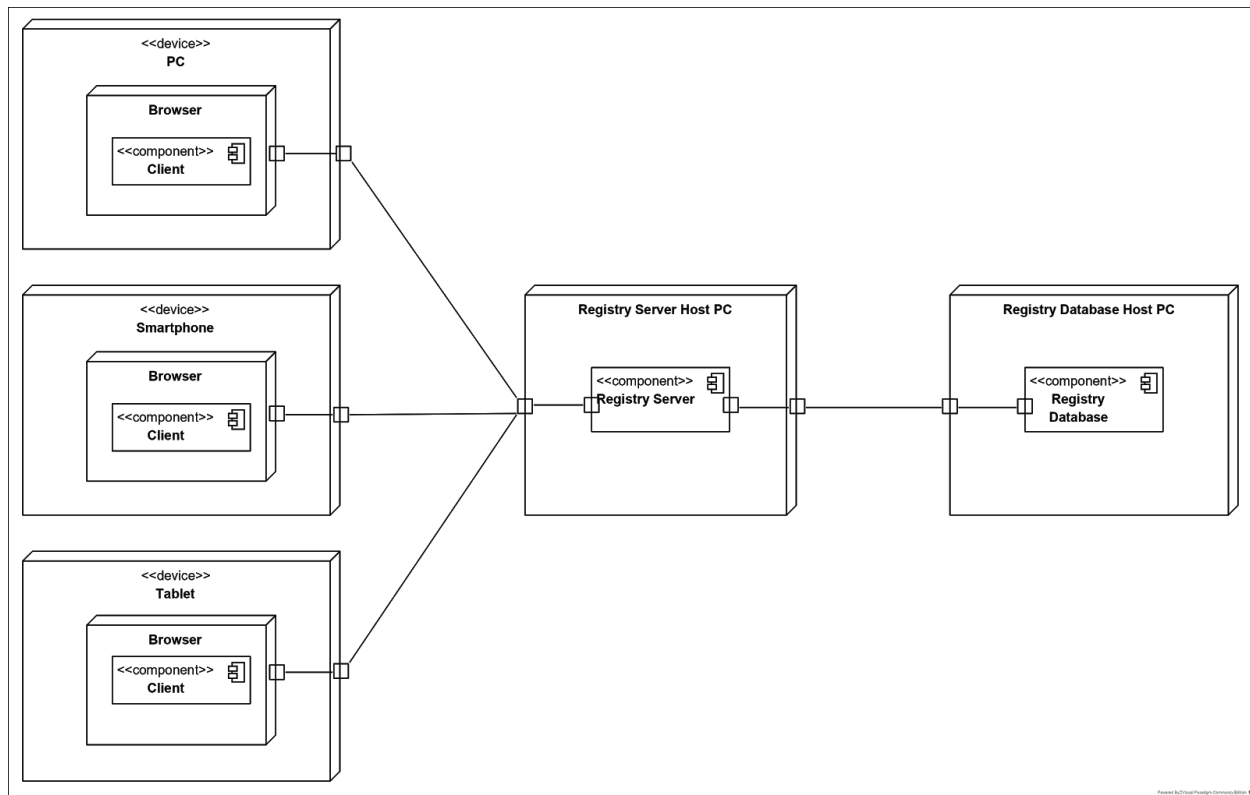 <<device>>
PC
Browser
<<component>>
Client
<<device>>
Smartphone
Browser
<<component>>
Client
<<device>>
Tablet
Browser
<<component>>
Client
Registry Server Host PC
<<component>>
Registry Server
Registry Database Host PC
<<component>>
Registry
Database